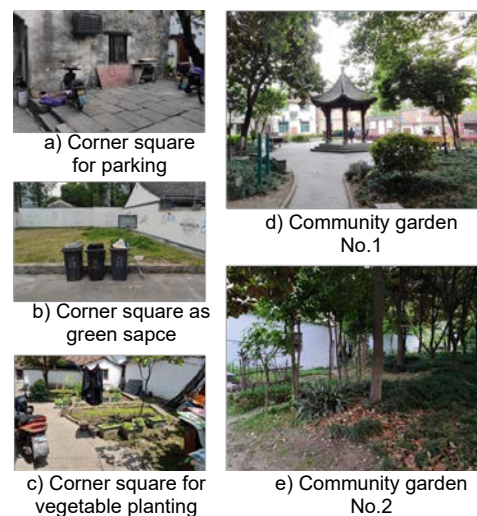 a) Corner square
for parking
b) Corner square as
green sapce
c) Corner square for
vegetable planting
d) Community garden
No.1
e) Community garden
No.2